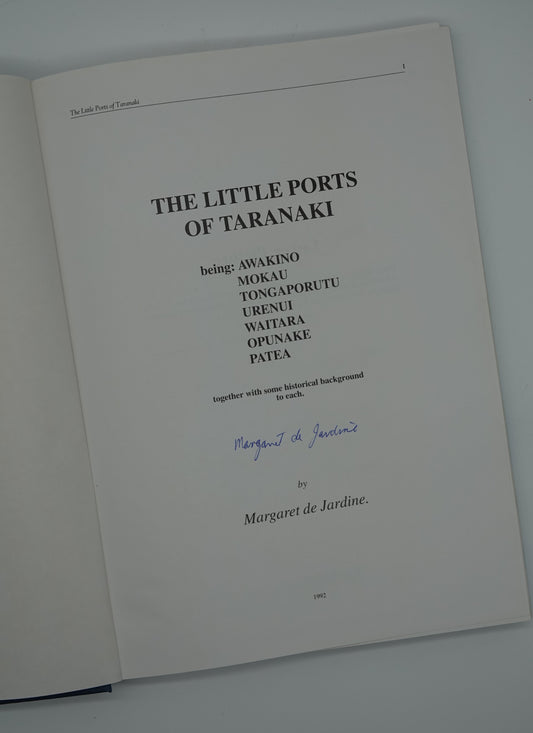 The Little Ports of Taranaki 1
THE LITTLE PORTS
OF TARANAKI
being: AWAKINO
MOKAU
TONGAPORUTU
URENUI
WAITARA
OPUNAKE
PATEA
together with some historical background
to each.
Margaret de Jardine
by
Margaret de Jardine.
1992